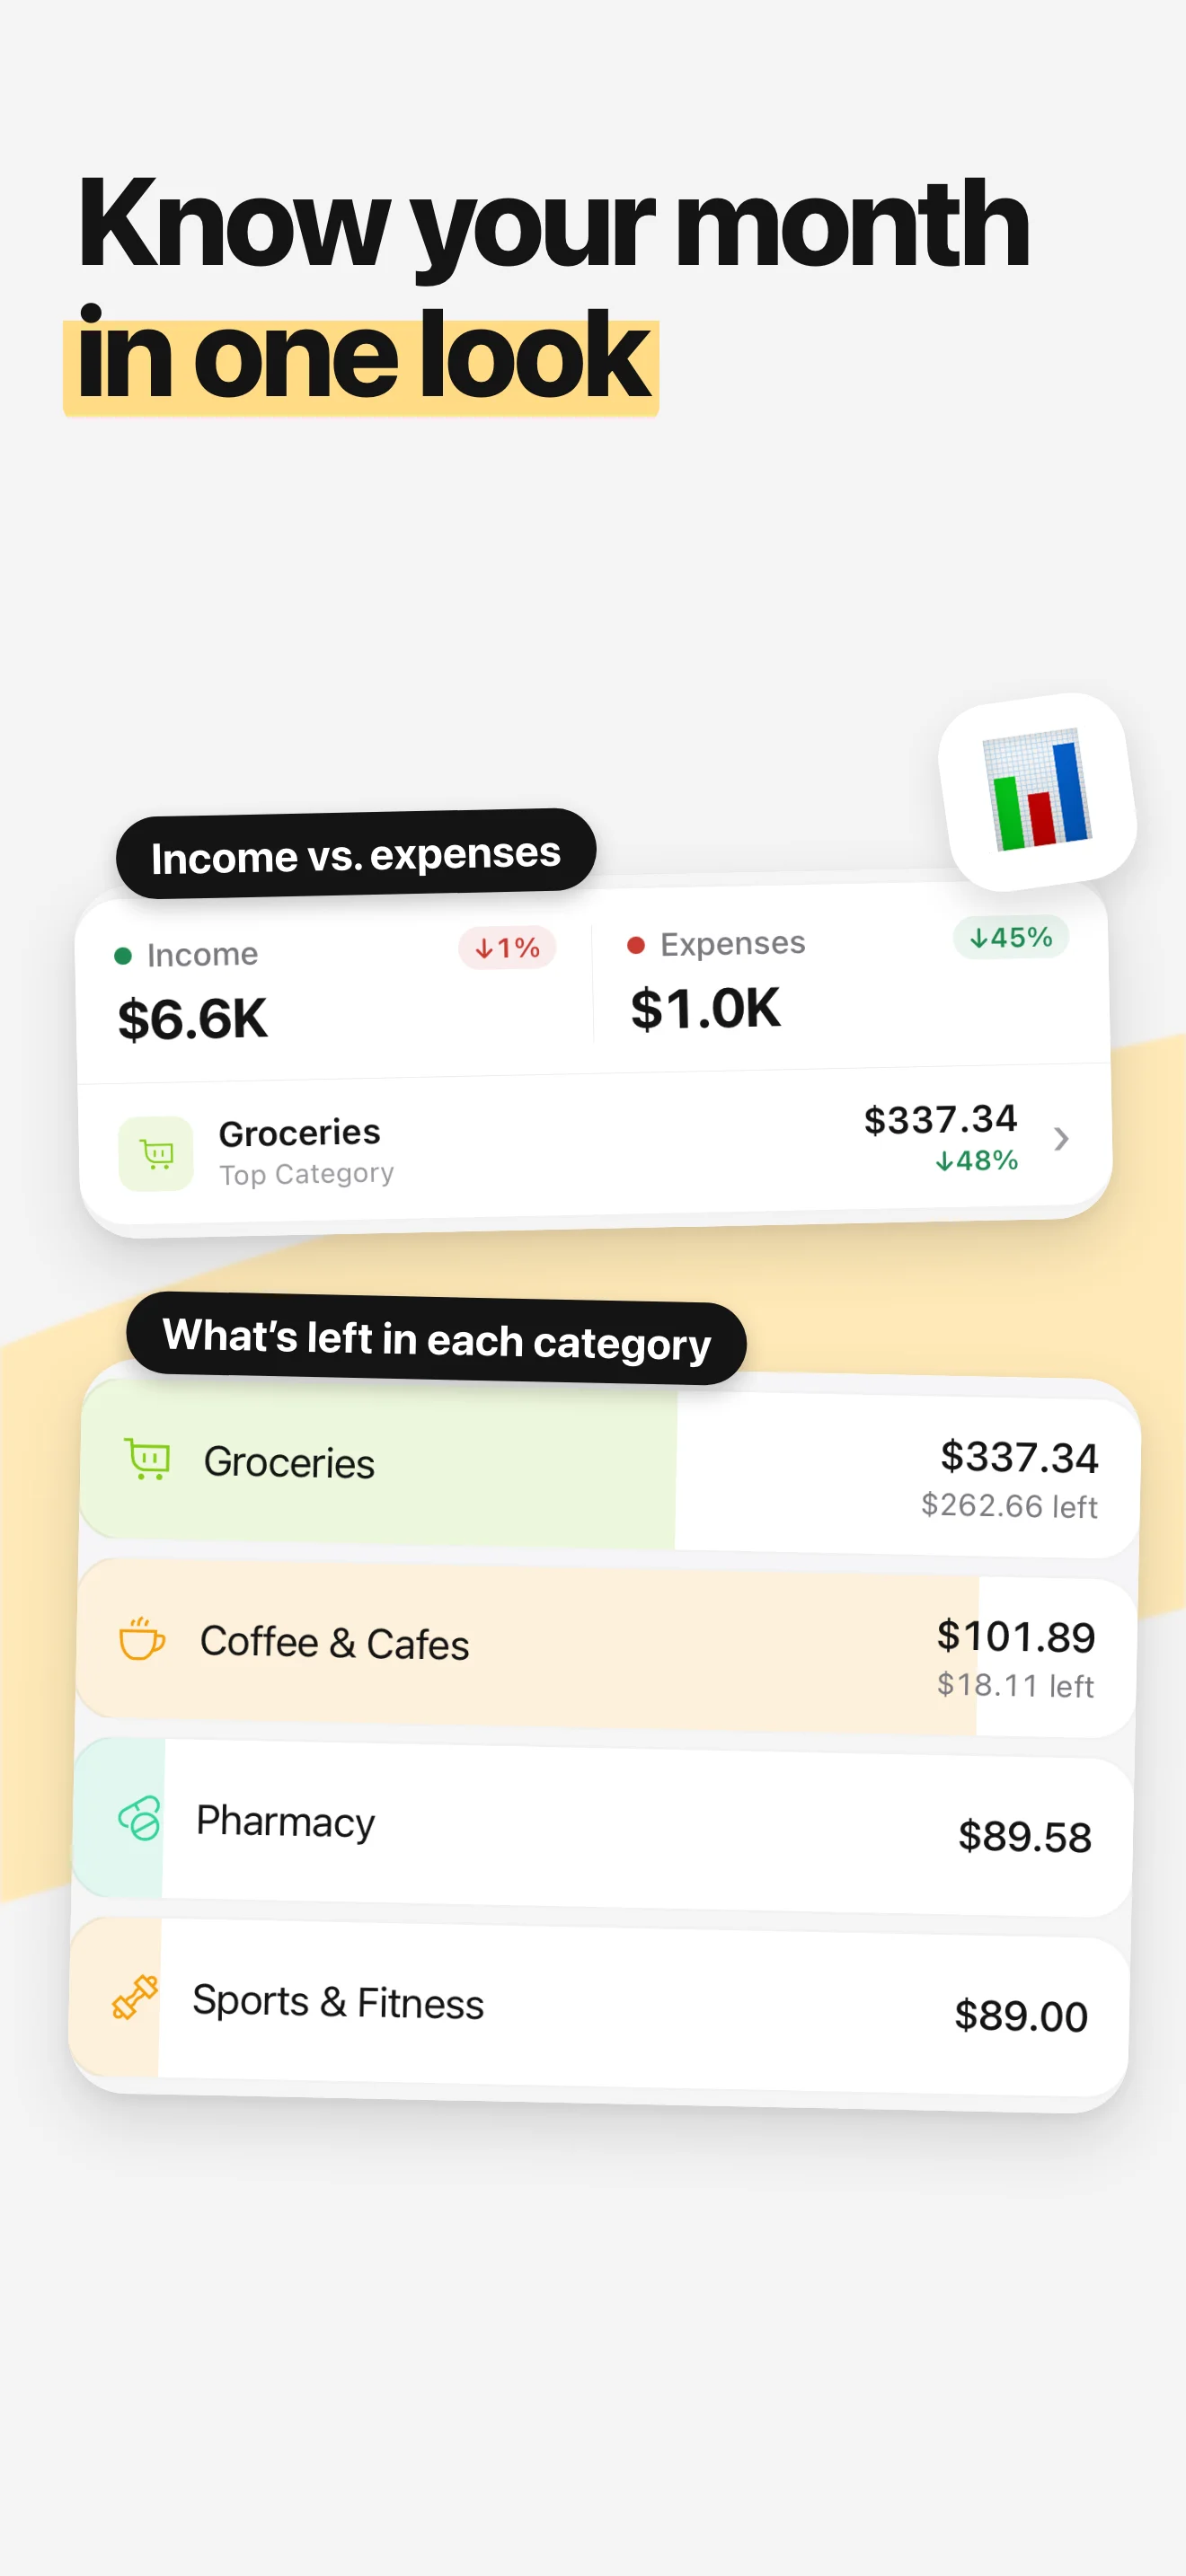 Know your month
in one look
Income vs. expenses
Income
↓1%
$6.6K
Expenses
↓45%
$1.0K
Groceries
Top Category
$337.34
↓48%
What's left in each category
Groceries
$337.34
$262.66 left
Coffee & Cafes
$101.89
$18.11 left
Pharmacy
$89.58
Sports & Fitness
$89.00